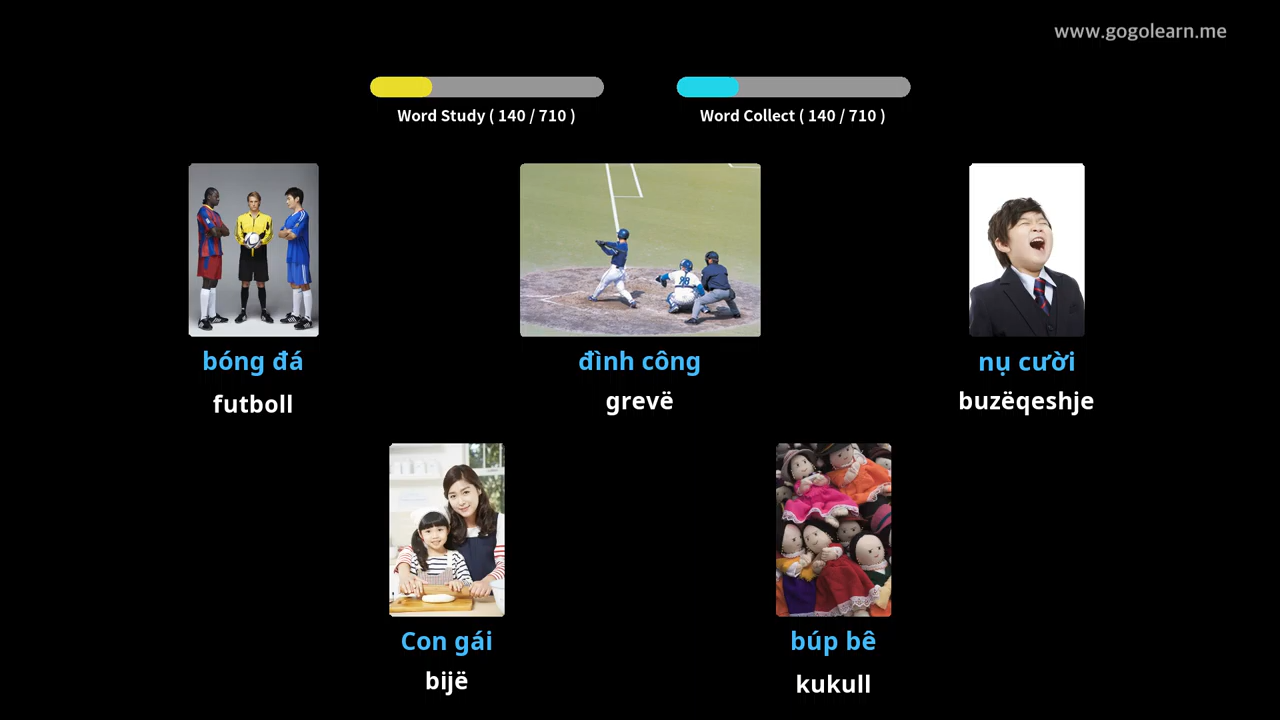 www.gogolearn.me
Word Study ( 140 / 710 )
Word Collect ( 140 / 710 )
bóng đá
futboll
đình công
grevë
nụ cười
buzëqeshje
Con gái
bijë
búp bê
kukull